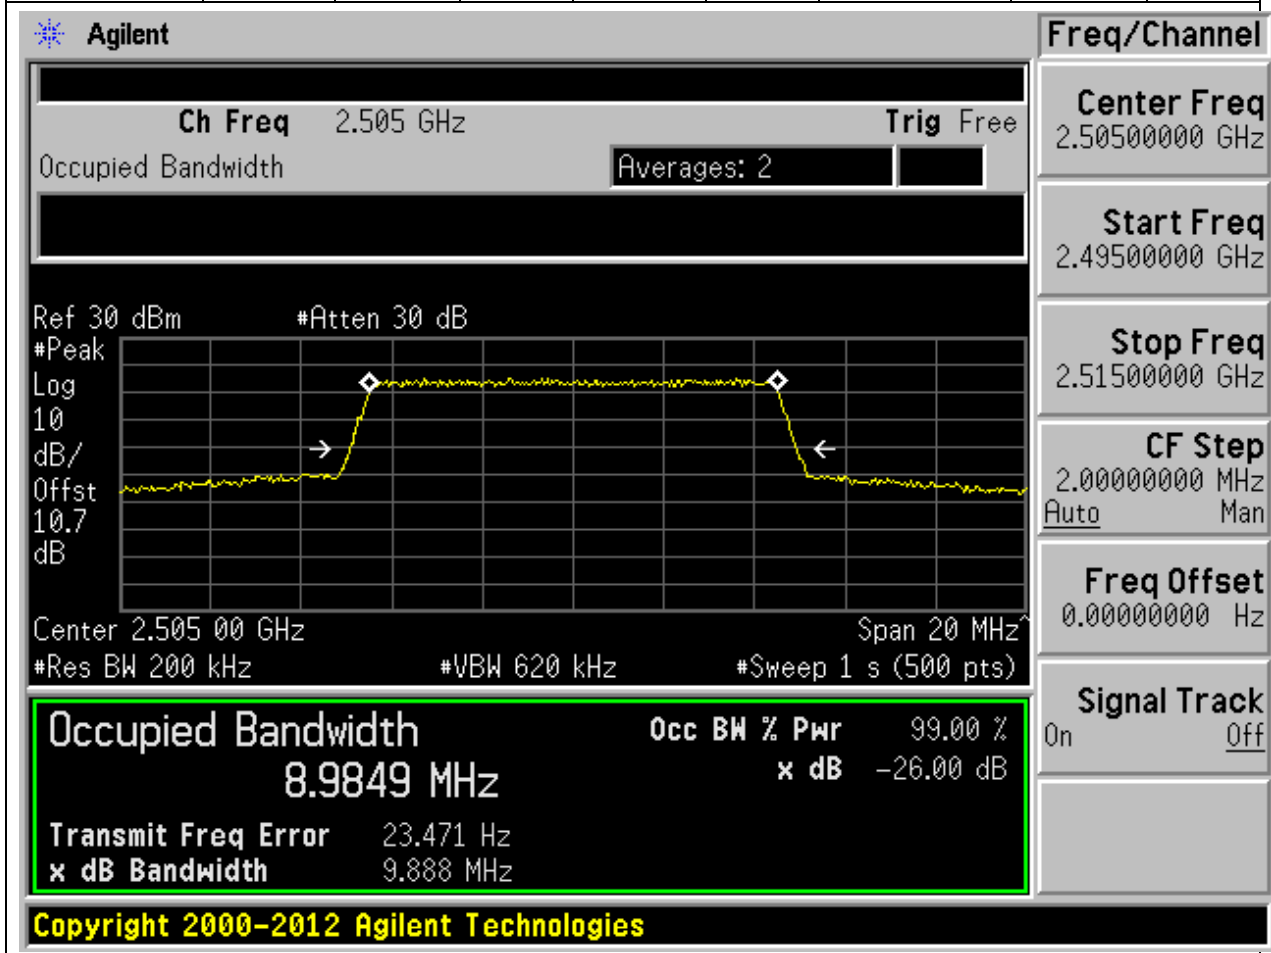 Agilent
Freq/Channel
Ch Freq 2.505 GHz Trig Free
Occupied Bandwidth Averages: 2
Center Freq
2.50500000 GHz
Start Freq
2.49500000 GHz
Stop Freq
2.51500000 GHz
CF Step
2.00000000 MHz
Auto Man
Freq Offset
0.00000000 Hz
Signal Track
On Off
Ref 30 dBm #Atten 30 dB
#Peak
Log
10
dB/
Offst
10.7
dB
Center 2.505 00 GHz Span 20 MHz^
#Res BW 200 kHz #VBW 620 kHz #Sweep 1 s (500 pts)
Occupied Bandwidth Occ BW % Pwr 99.00 %
8.9849 MHz x dB -26.00 dB
Transmit Freq Error 23.471 Hz
x dB Bandwidth 9.888 MHz
Copyright 2000-2012 Agilent Technologies